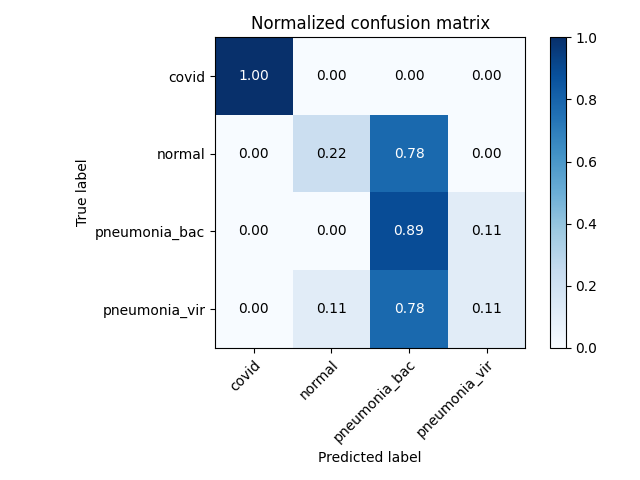 Normalized confusion matrix
covid 1.00 0.00 0.00 0.00
normal 0.00 0.22 0.78 0.00
pneumonia_bac 0.00 0.00 0.89 0.11
pneumonia_vir 0.00 0.11 0.78 0.11
True label
covid normal pneumonia_bac pneumonia_vir
Predicted label
1.0
0.8
0.6
0.4
0.2
0.0